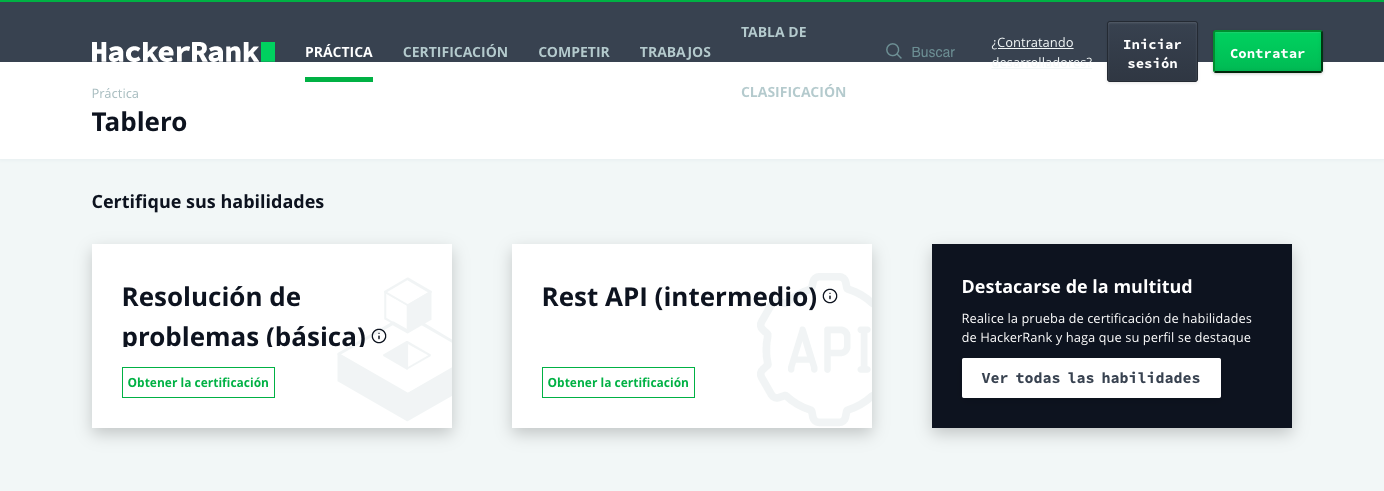 HackerRank
PRÁCTICA
CERTIFICACIÓN
COMPETIR
TRABAJOS
TABLA DE
CLASIFICACIÓN
Buscar
¿Contratando
desarrolladores?
Iniciar
sesión
Contratar
Práctica
Tablero
Certifique sus habilidades
Resolución de
problemas (básica)
Obtener la certificación
Rest API (intermedio)
API
Obtener la certificación
Destacarse de la multitud
Realice la prueba de certificación de habilidades
de HackerRank y haga que su perfil se destaque
Ver todas las habilidades